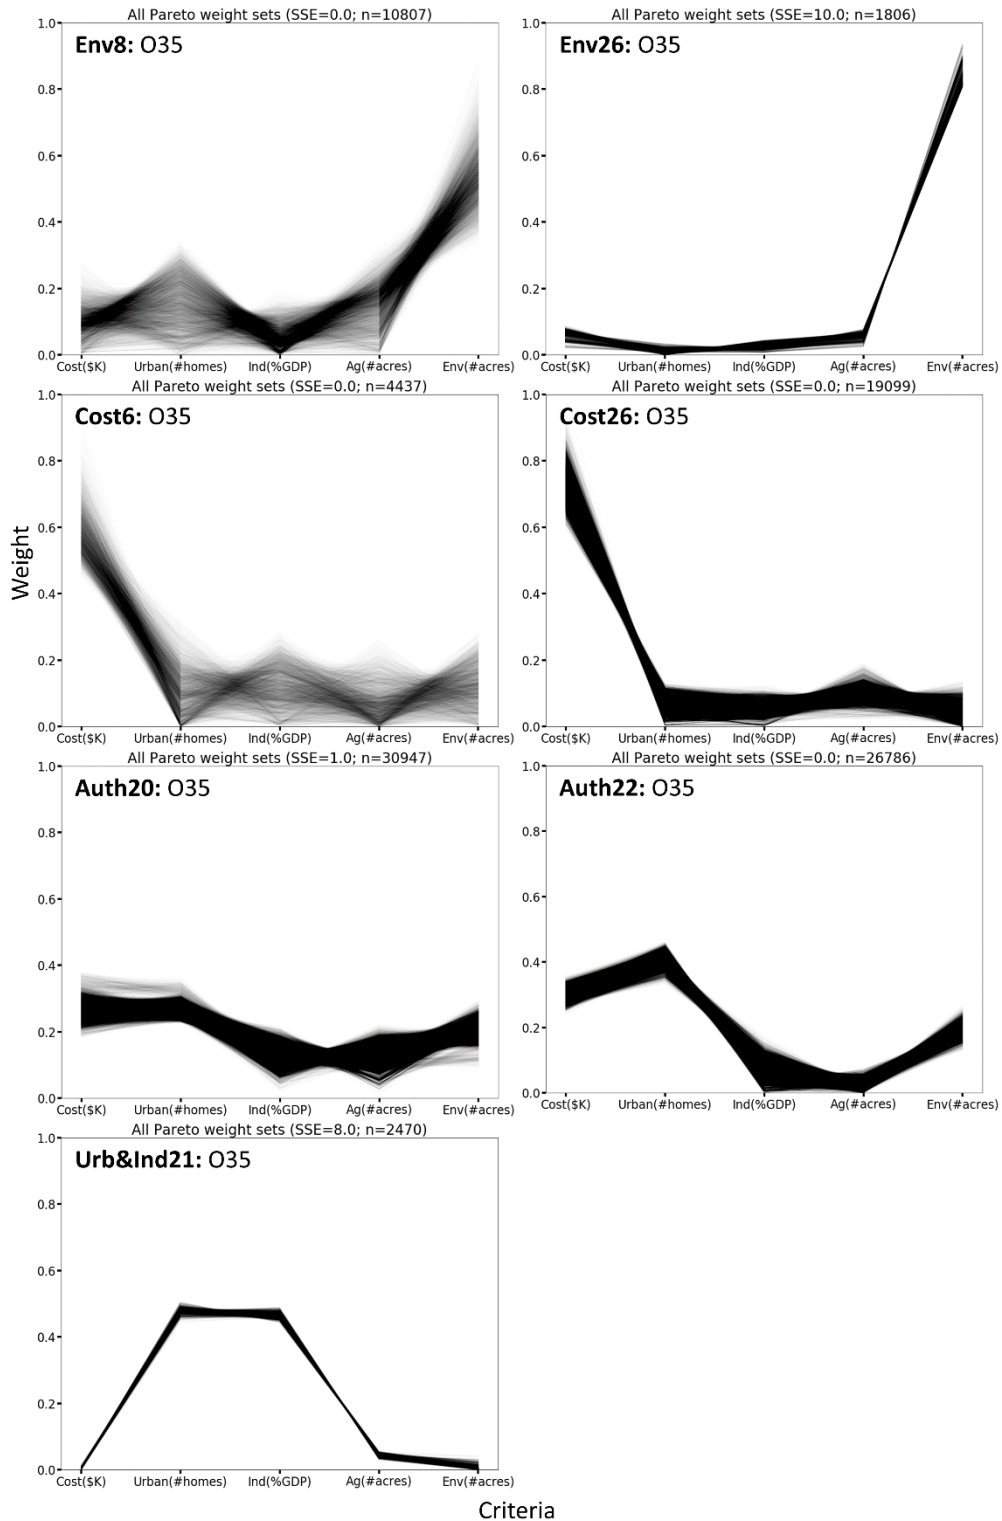 All Pareto weight sets (SSE=0.0; n=10807)
Env8: O35
1.0
0.8
0.6
0.4
0.2
0.0
Cost($K) Urban(#homes) Ind(%GDP) Ag(#acres) Env(#acres)
All Pareto weight sets (SSE=10.0; n=1806)
Env26: O35
1.0
0.8
0.6
0.4
0.2
0.0
Cost($K) Urban(#homes) Ind(%GDP) Ag(#acres) Env(#acres)
All Pareto weight sets (SSE=0.0; n=4437)
Cost6: O35
1.0
0.8
0.6
0.4
0.2
0.0
Cost($K) Urban(#homes) Ind(%GDP) Ag(#acres) Env(#acres)
All Pareto weight sets (SSE=0.0; n=19099)
Cost26: O35
1.0
0.8
0.6
0.4
0.2
0.0
Cost($K) Urban(#homes) Ind(%GDP) Ag(#acres) Env(#acres)
Weight
All Pareto weight sets (SSE=1.0; n=30947)
Auth20: O35
1.0
0.8
0.6
0.4
0.2
0.0
Cost($K) Urban(#homes) Ind(%GDP) Ag(#acres) Env(#acres)
All Pareto weight sets (SSE=0.0; n=26786)
Auth22: O35
1.0
0.8
0.6
0.4
0.2
0.0
Cost($K) Urban(#homes) Ind(%GDP) Ag(#acres) Env(#acres)
All Pareto weight sets (SSE=8.0; n=2470)
Urb&Ind21: O35
1.0
0.8
0.6
0.4
0.2
0.0
Cost($K) Urban(#homes) Ind(%GDP) Ag(#acres) Env(#acres)
Criteria